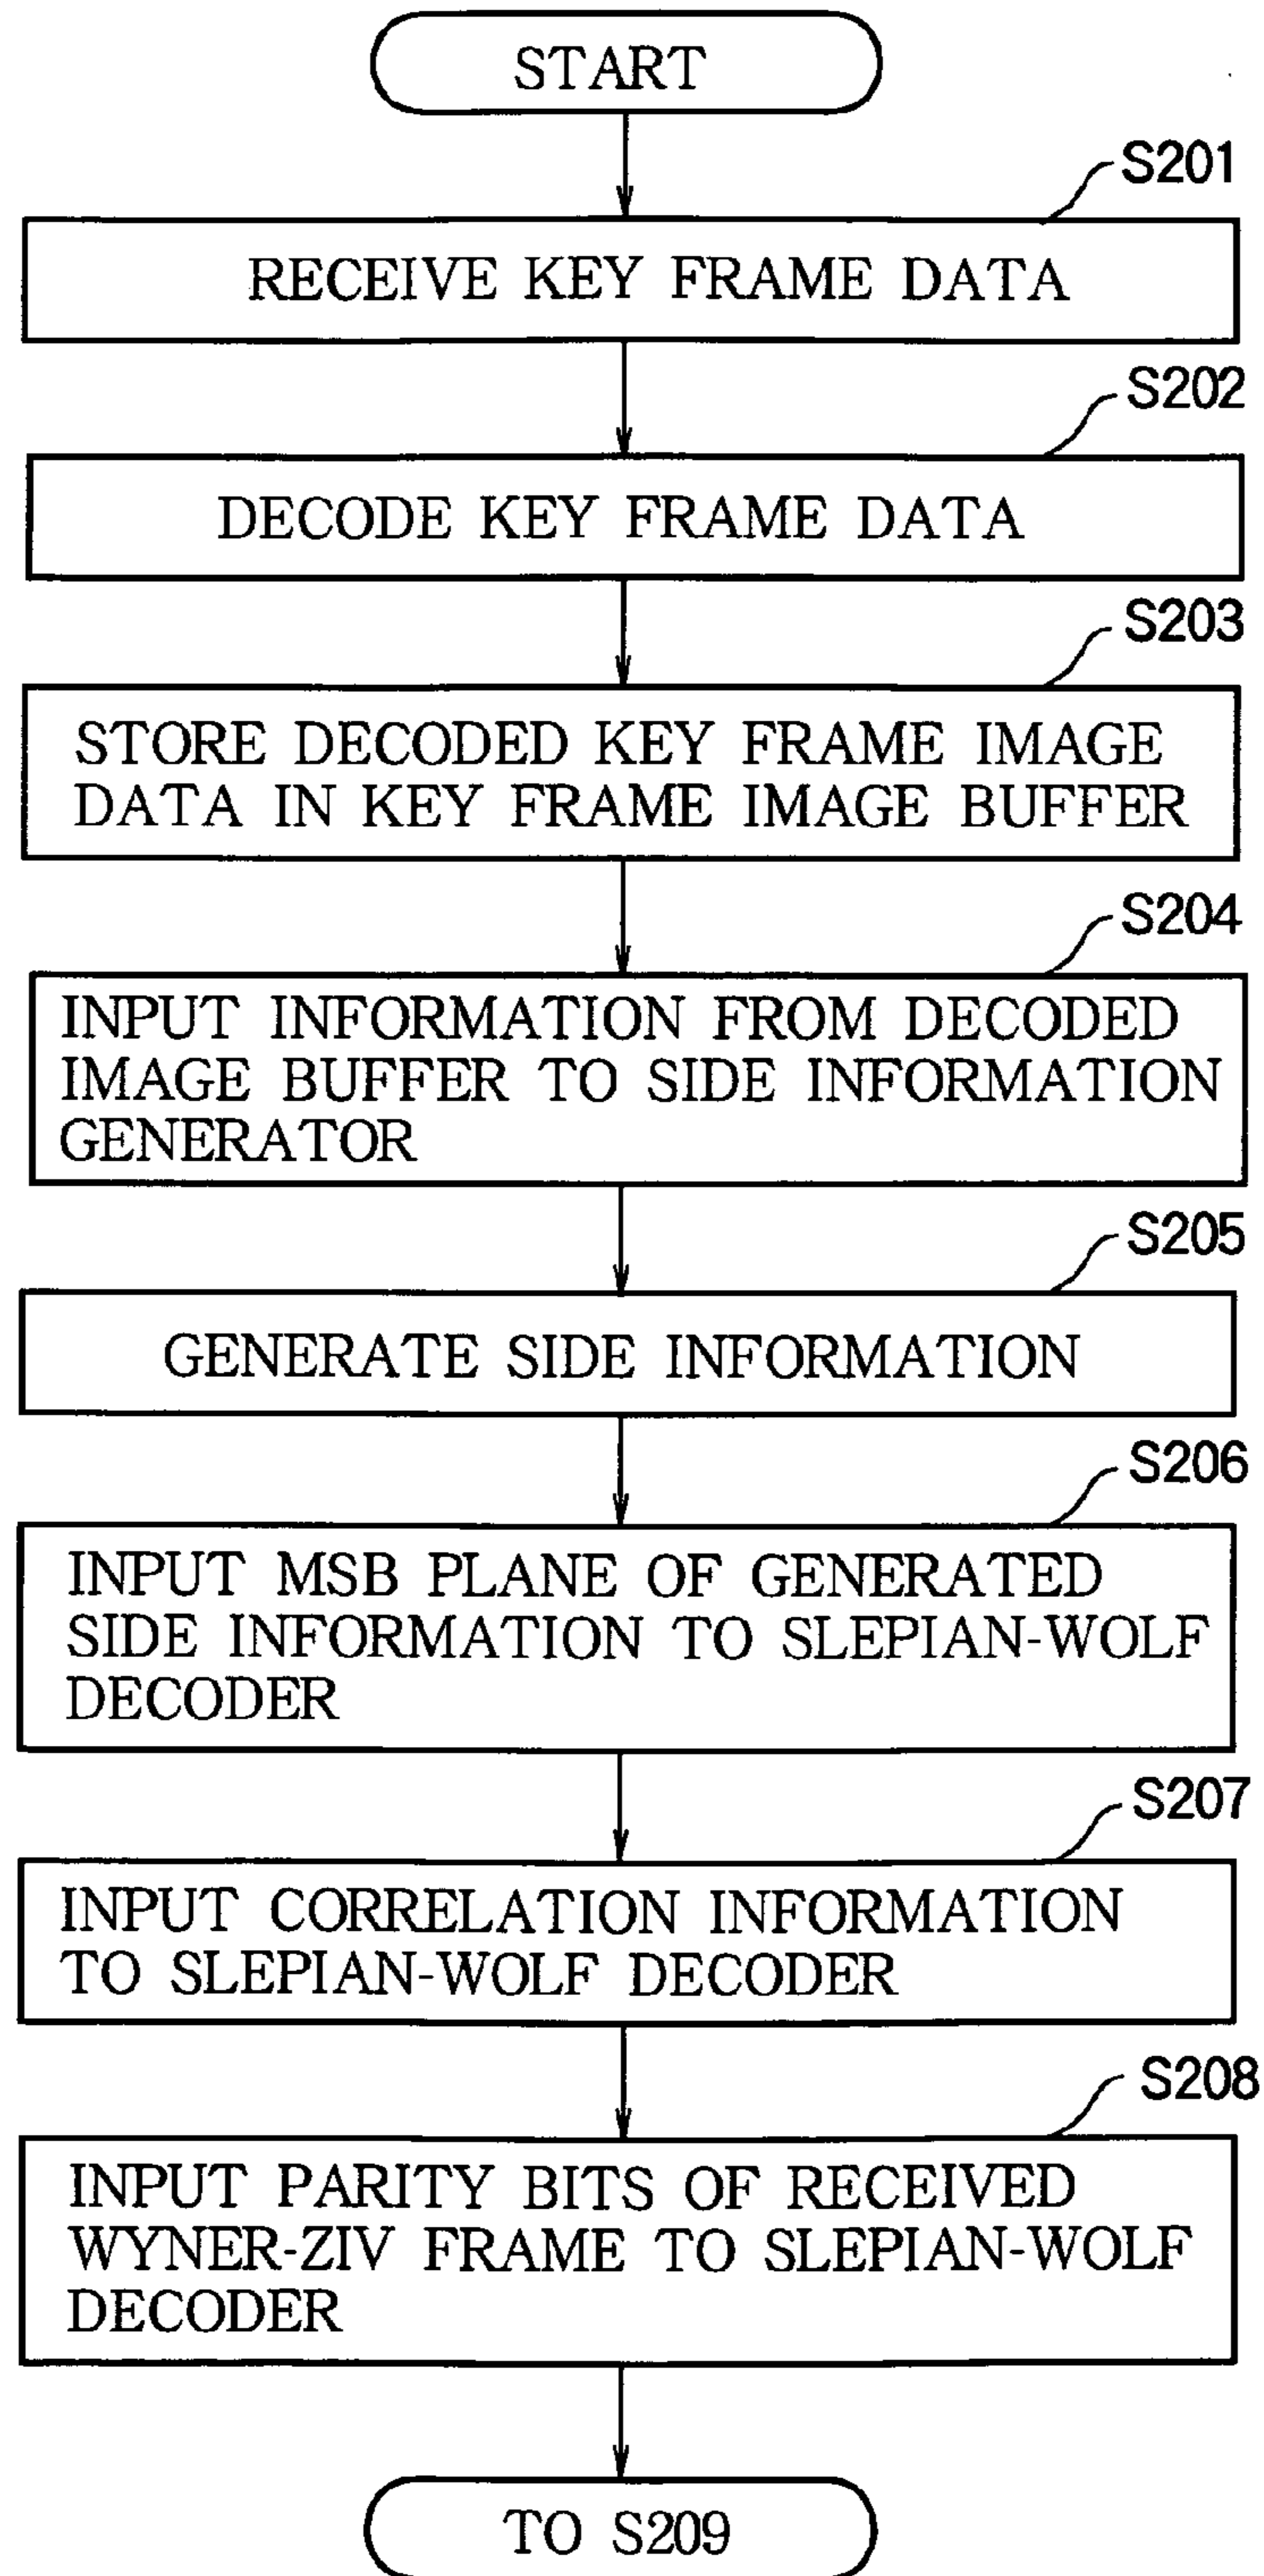 START
S201
RECEIVE KEY FRAME DATA
S202
DECODE KEY FRAME DATA
S203
STORE DECODED KEY FRAME IMAGE
DATA IN KEY FRAME IMAGE BUFFER
S204
INPUT INFORMATION FROM DECODED
IMAGE BUFFER TO SIDE INFORMATION
GENERATOR
S205
GENERATE SIDE INFORMATION
S206
INPUT MSB PLANE OF GENERATED
SIDE INFORMATION TO SLEPIAN-WOLF
DECODER
S207
INPUT CORRELATION INFORMATION
TO SLEPIAN-WOLF DECODER
S208
INPUT PARITY BITS OF RECEIVED
WYNER-ZIV FRAME TO SLEPIAN-WOLF
DECODER
TO S209